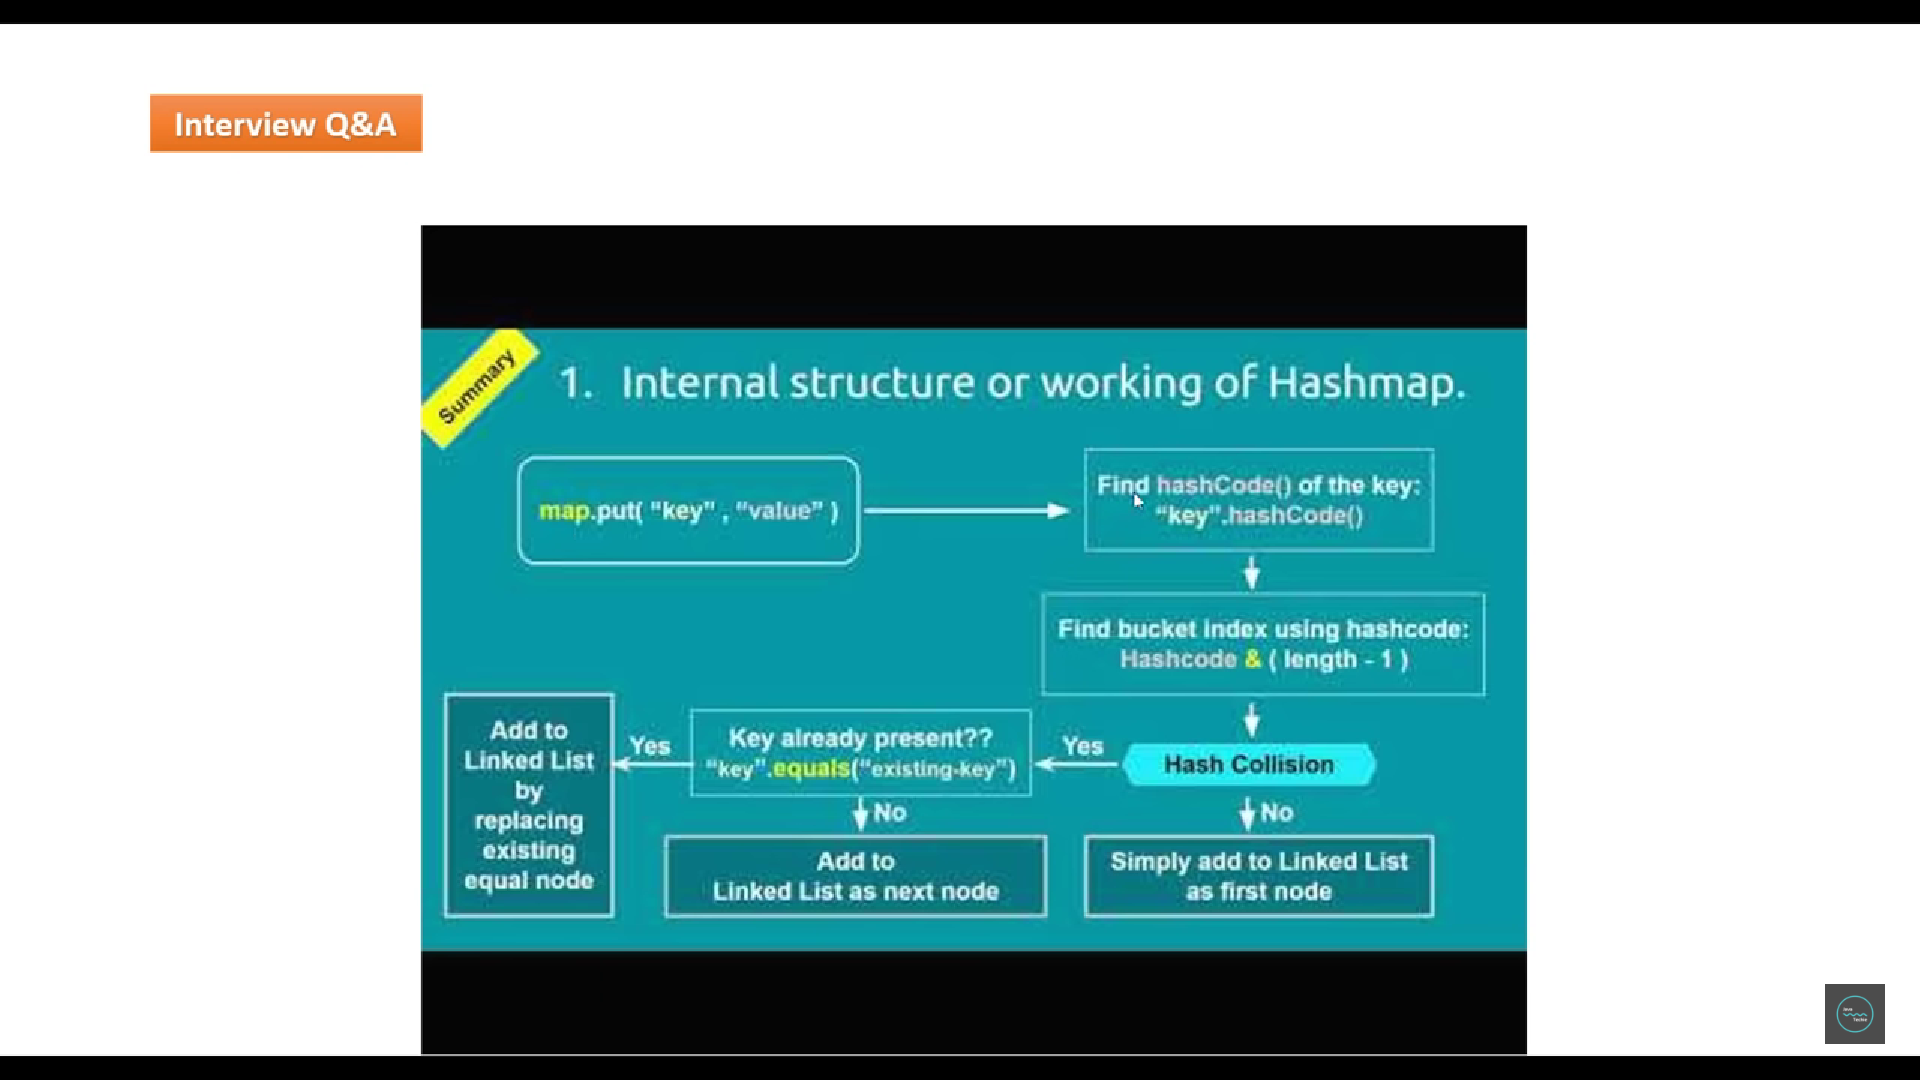 Interview Q&A
Summary
1. Internal structure or working of Hashmap.
map.put( “key” , “value” )
Find hashCode() of the key:
“key”.hashCode()
Find bucket index using hashcode:
Hashcode & ( length - 1 )
Hash Collision
Yes
No
Key already present??
“key”.equals(“existing-key”)
Yes
No
Add to
Linked List
by
replacing
existing
equal node
Add to
Linked List as next node
Simply add to Linked List
as first node